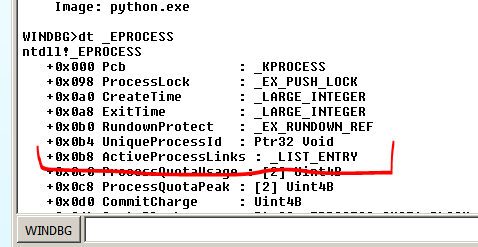 Image: python.exe
WINDBG>dt _EPROCESS
ntdll!_EPROCESS
+0x000 Pcb : _KPROCESS
+0x098 ProcessLock : _EX_PUSH_LOCK
+0x0a0 CreateTime : _LARGE_INTEGER
+0x0a8 ExitTime : _LARGE_INTEGER
+0x0b0 RundownProtect : _EX_RUNDOWN_REF
+0x0b4 UniqueProcessId : Ptr32 Void
+0x0b8 ActiveProcessLinks : _LIST_ENTRY
+0x0c0 ProcessQuotaUsage : [2] Uint4B
+0x0c8 ProcessQuotaPeak : [2] Uint4B
+0x0d0 CommitCharge : Uint4B
WINDBG